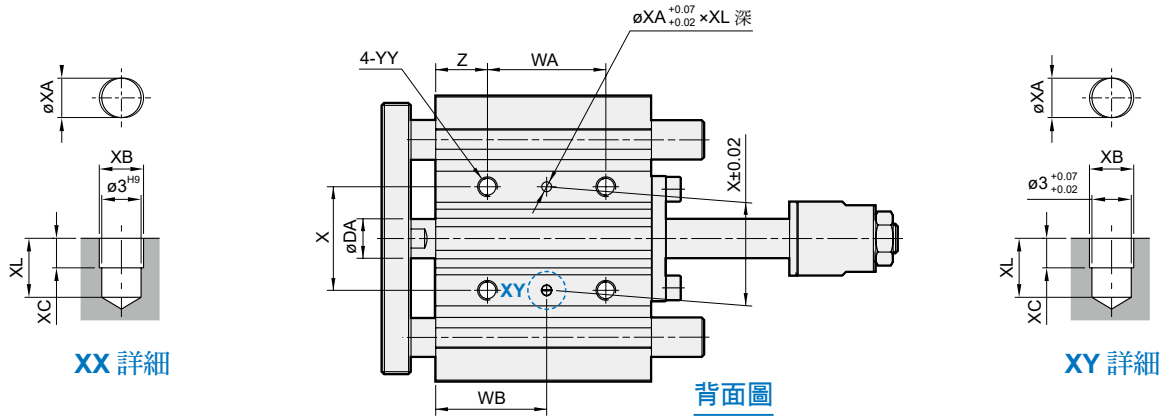 øXA +0.07 +0.02 ×XL 深
4-YY
Z
WA
X±0.02
X
øDA
XY
WB
背面圖
øXA
XB
ø3 H9
XL
XC
XX 詳細
øXA
XB
ø3 +0.07 +0.02
XL
XC
XY 詳細